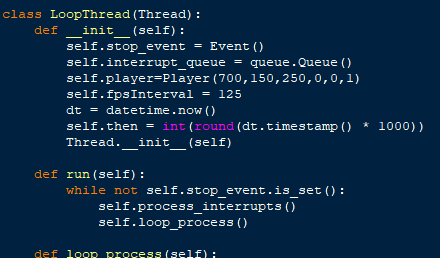 class LoopThread(Thread):
    def __init__(self):
        self.stop_event = Event()
        self.interrupt_queue = queue.Queue()
        self.player=Player(700,150,250,0,0,1)
        self.fpsInterval = 125
        dt = datetime.now()
        self.then = int(round(dt.timestamp() * 1000))
        Thread.__init__(self)

    def run(self):
        while not self.stop_event.is_set():
            self.process_interrupts()
            self.loop_process()

    def loop_process(self):